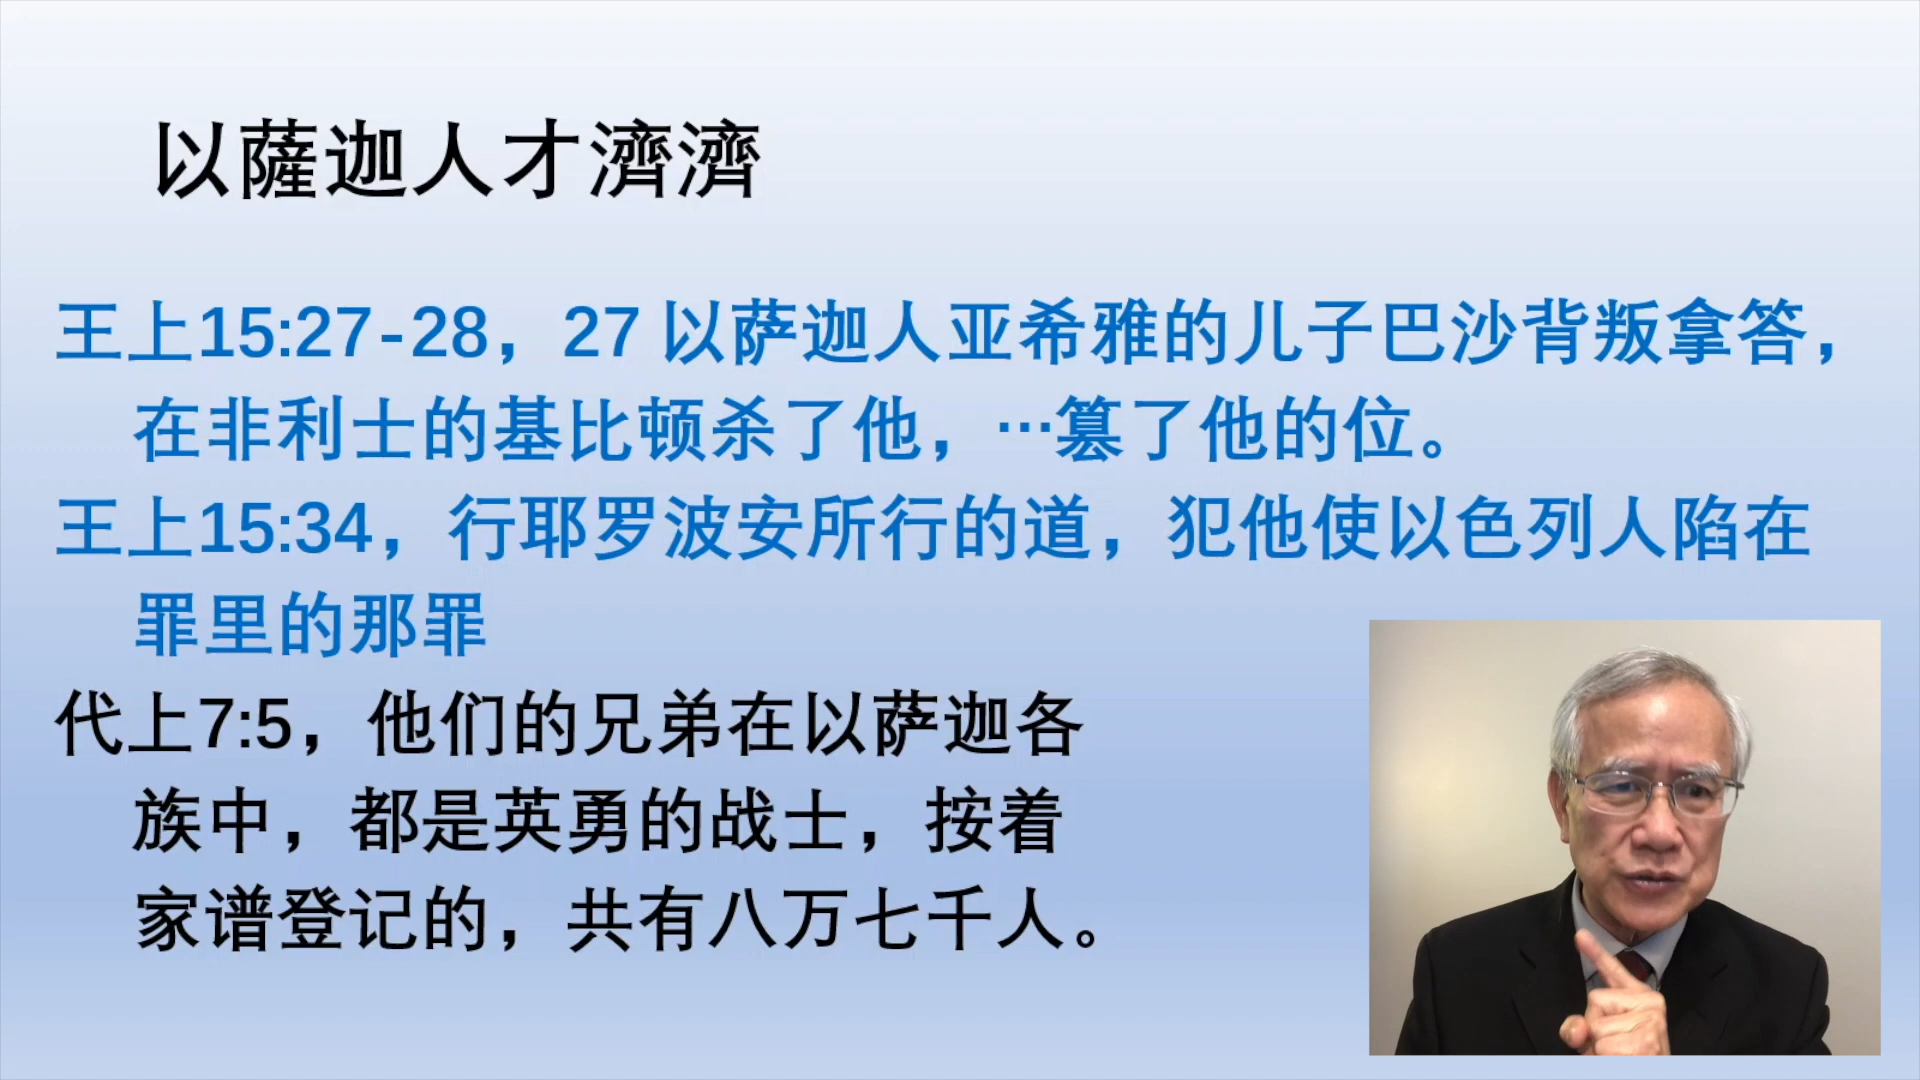 以薩迦人才濟濟
王上15:27-28，27 以萨迦人亚希雅的儿子巴沙背叛拿答，
在非利士的基比顿杀了他，…篡了他的位。
王上15:34，行耶罗波安所行的道，犯他使以色列人陷在
罪里的那罪
代上7:5，他们的兄弟在以萨迦各
族中，都是英勇的战士，按着
家谱登记的，共有八万七千人。